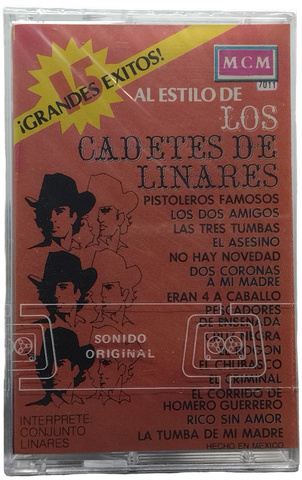 ¡GRANDES EXITOS!
MCM
7011
AL ESTILO DE
LOS
CADETES DE
LINARES
PISTOLEROS FAMOSOS
LOS DOS AMIGOS
LAS TRES TUMBAS
EL ASESINO
NO HAY NOVEDAD
DOS CORONAS
A MI MADRE
ERAN 4 A CABALLO
PESCADORES
DE ENSENADA
NEGRA
EL CHUBASCO
EL CRIMINAL
EL CORRIDO DE
HOMERO GUERRERO
RICO SIN AMOR
LA TUMBA DE MI MADRE
HECHO EN MEXICO
SONIDO
ORIGINAL
INTERPRETE:
CONJUNTO
LINARES